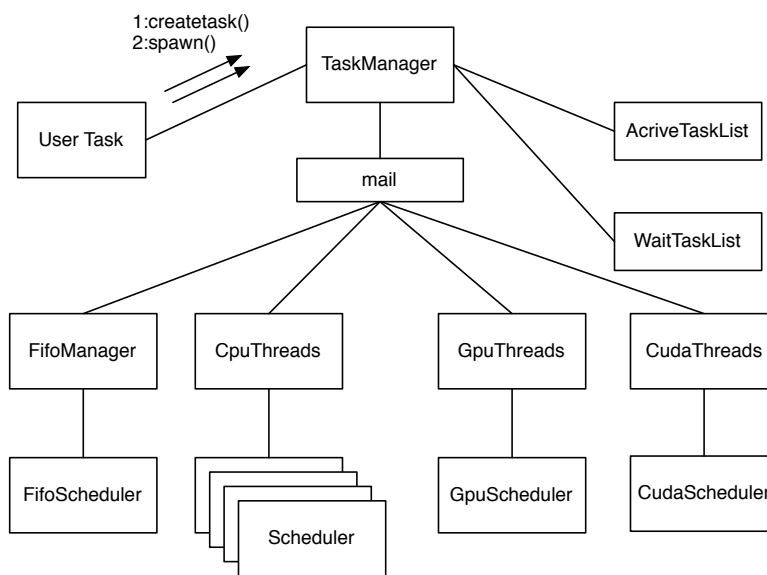 1:createtask()
2:spawn()
TaskManager
User Task
AcriveTaskList
mail
WaitTaskList
FifoManager
CpuThreads
GpuThreads
CudaThreads
FifoScheduler
GpuScheduler
CudaScheduler
Scheduler